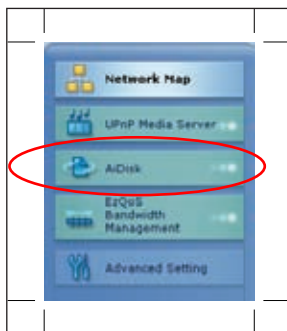 Network Map
UPnP Media Server
AiDisk
EzQoS
Bandwidth
Management
Advanced Setting